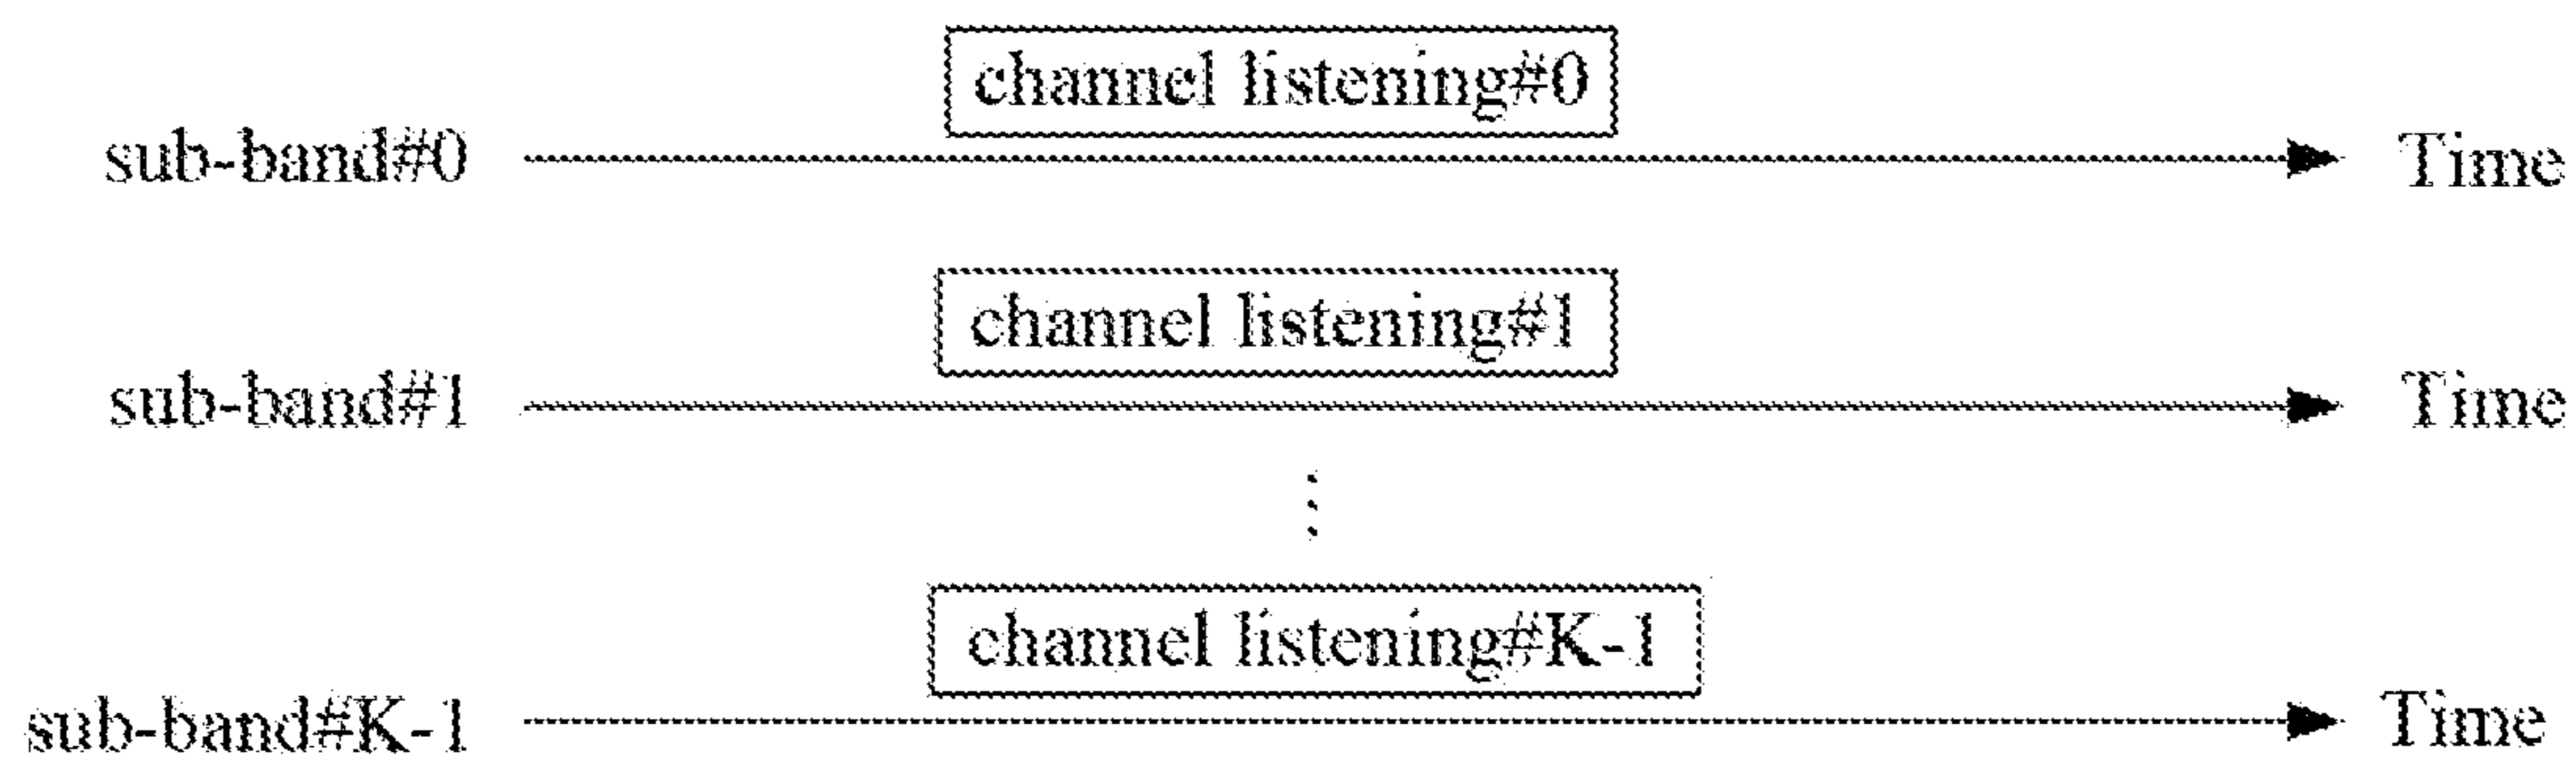 channel listening#0
sub-band#0 Time
channel listening#1
sub-band#1 Time
channel listening#K-1
sub-band#K-1 Time